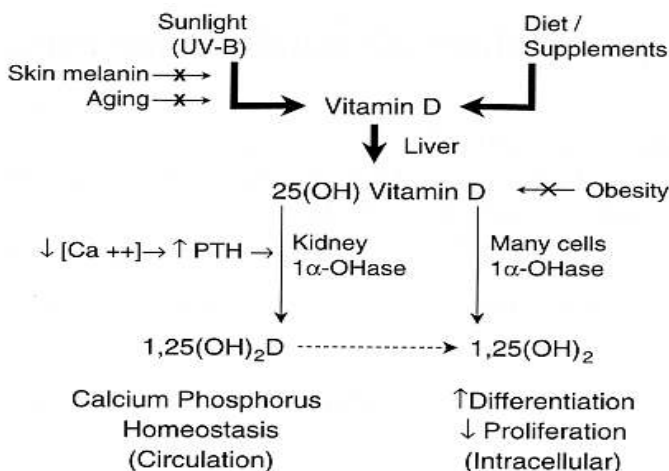 Sunlight
(UV-B)
Diet /
Supplements
Skin melanin
Aging
Vitamin D
Liver
25(OH) Vitamin D
Obesity
↓ [Ca ++] → ↑ PTH →
Kidney
1α-OHase
Many cells
1α-OHase
1,25(OH)₂D
1,25(OH)₂
Calcium Phosphorus
Homeostasis
(Circulation)
↑Differentiation
↓ Proliferation
(Intracellular)